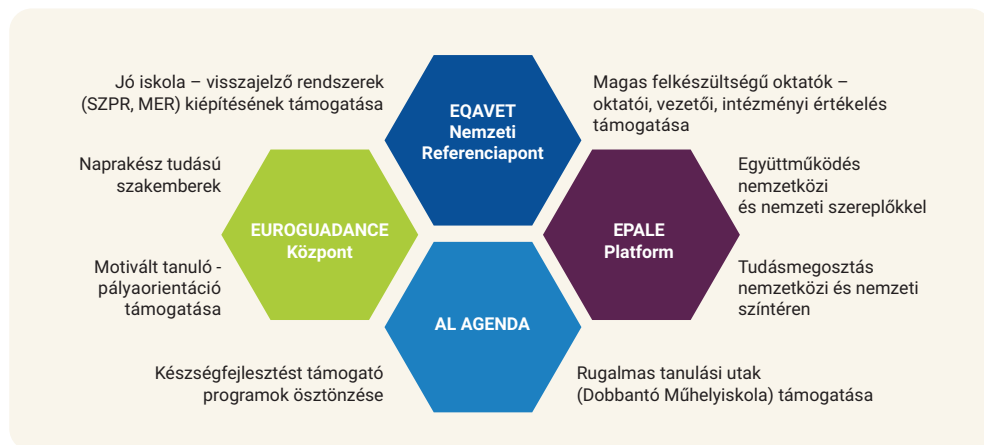 Jó iskola – visszajelző rendszerek
(SZPR, MER) kiépítésének támogatása
EQAVET
Nemzeti
Referenciapont
Magas felkészültségű oktatók –
oktatói, vezetői, intézményi értékelés
támogatása
Naprakész tudású
szakemberek
EUROGUADANCE
Központ
EPALE
Platform
Együttműködés
nemzetközi
és nemzeti szereplőkkel
Motivált tanuló -
pályaorientáció
támogatása
Tudásmegosztás
nemzetközi és nemzeti
színtéren
AL AGENDA
Készségfejlesztést támogató
programok ösztönzése
Rugalmas tanulási utak
(Dobbantó Műhelyiskola) támogatása